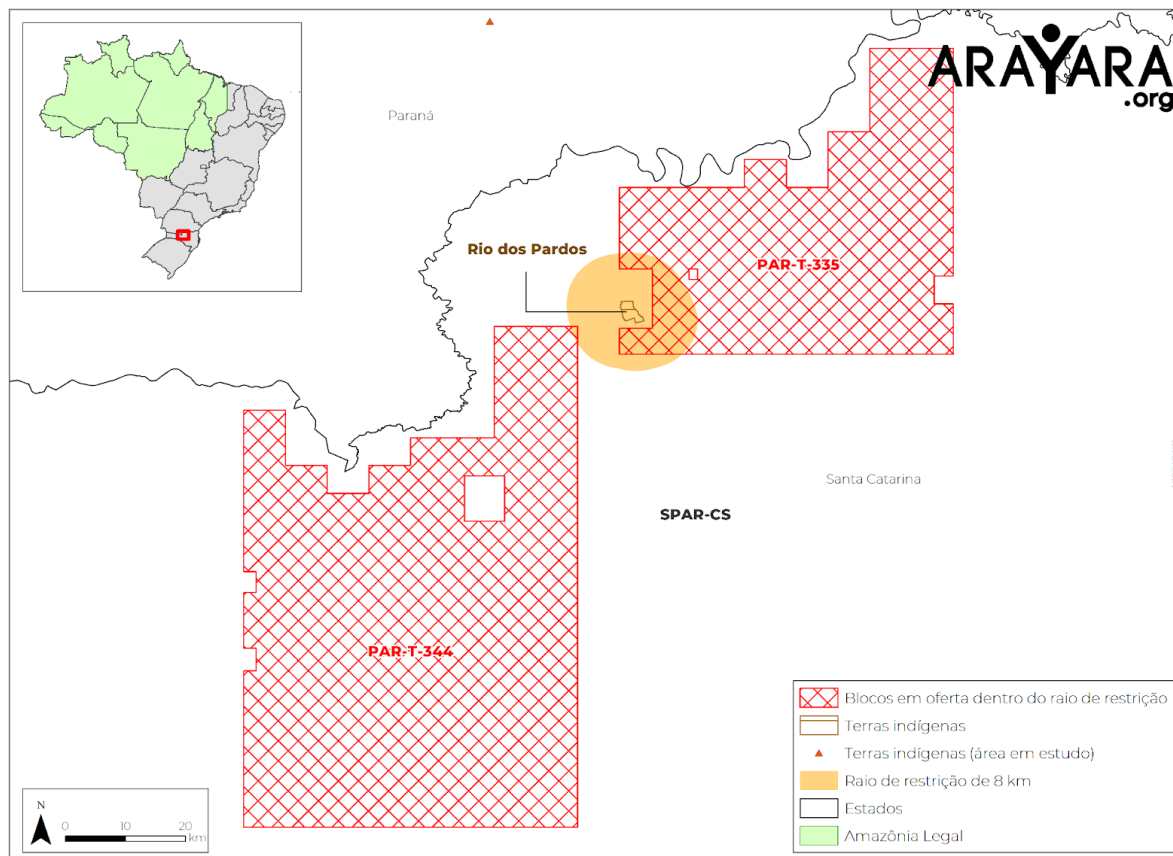 ARAYARA
.org
Paraná
Rio dos Pardos
PAR-T-335
Santa Catarina
SPAR-CS
PAR-T-344
Blocos em oferta dentro do raio de restrição
Terras indígenas
Terras indígenas (área em estudo)
Raio de restrição de 8 km
Estados
Amazônia Legal
N
0 10 20
km